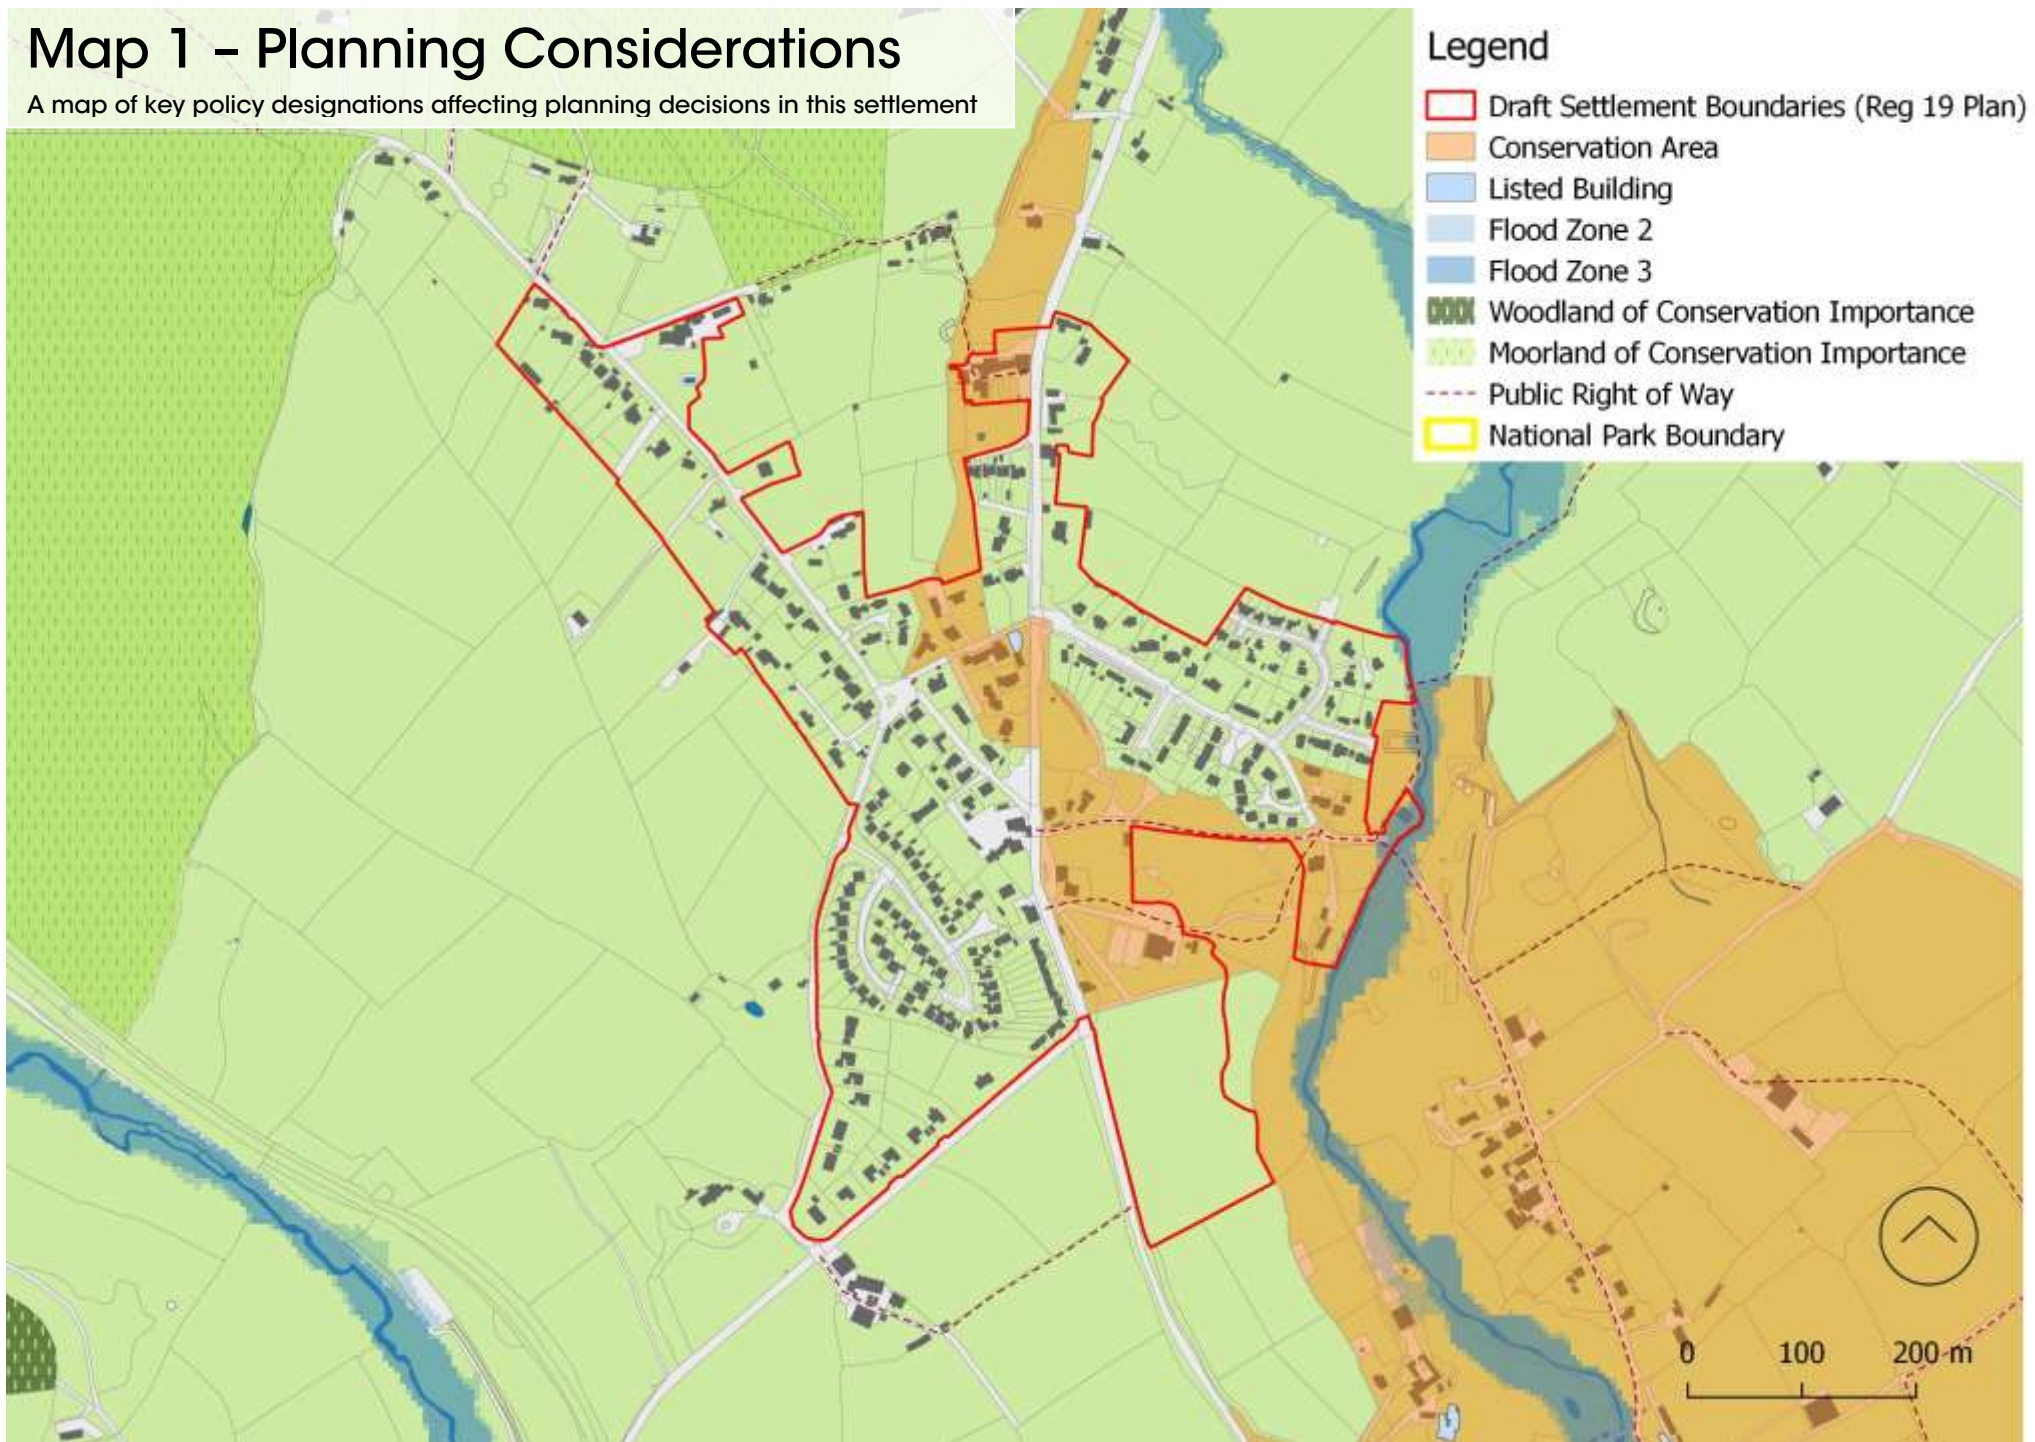 Map 1 – Planning Considerations
A map of key policy designations affecting planning decisions in this settlement
Legend
Draft Settlement Boundaries (Reg 19 Plan)
Conservation Area
Listed Building
Flood Zone 2
Flood Zone 3
Woodland of Conservation Importance
Moorland of Conservation Importance
Public Right of Way
National Park Boundary
0 100 200 m